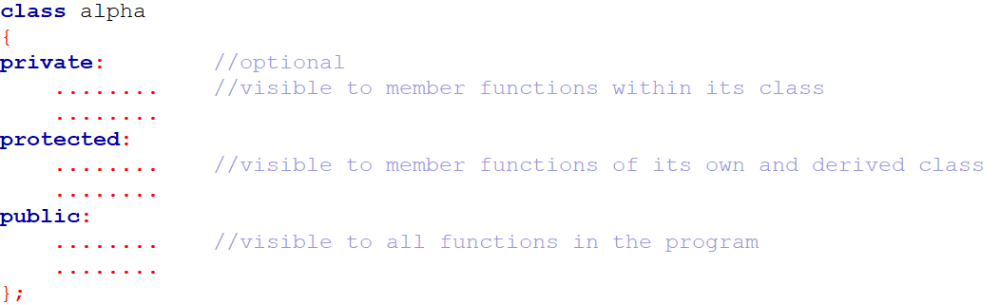 class alpha
{
private:        //optional
    ........    //visible to member functions within its class
    ........
protected:
    ........    //visible to member functions of its own and derived class
    ........
public:
    ........    //visible to all functions in the program
    ........
};